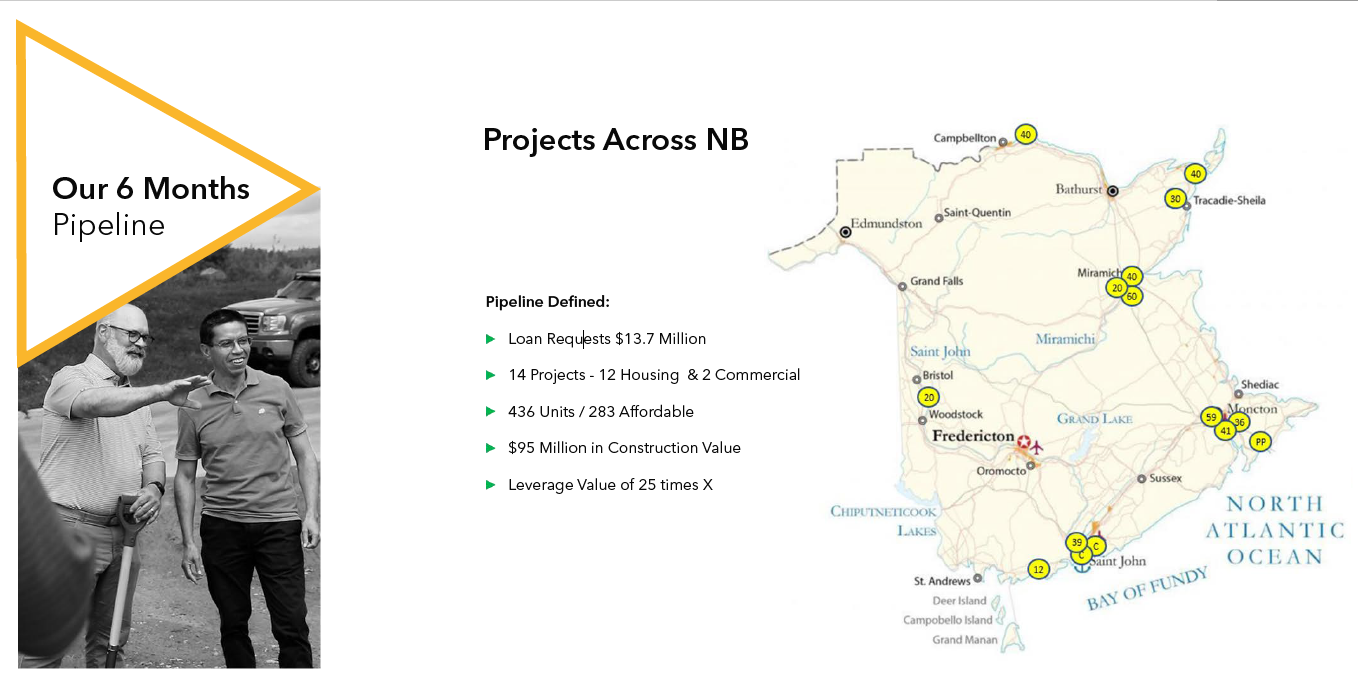 Our 6 Months
Pipeline
Projects Across NB
Pipeline Defined:
Loan Requests $13.7 Million
14 Projects - 12 Housing & 2 Commercial
436 Units / 283 Affordable
$95 Million in Construction Value
Leverage Value of 25 times X
Campbellton
40
Bathurst
40
30
Tracadie-Sheila
Saint-Quentin
Edmundston
Grand Falls
Miramich
40
20
60
Miramichi
Saint John
Bristol
20
Woodstock
Shediac
Moncton
59
36
41
PP
GRAND LAKE
Fredericton
Oromocto
Sussex
CHIPUTNETICOOK
LAKES
NORTH
ATLANTIC
OCEAN
39
C
C
Saint John
12
St. Andrews
BAY OF FUNDY
Deer Island
Campobello Island
Grand Manan